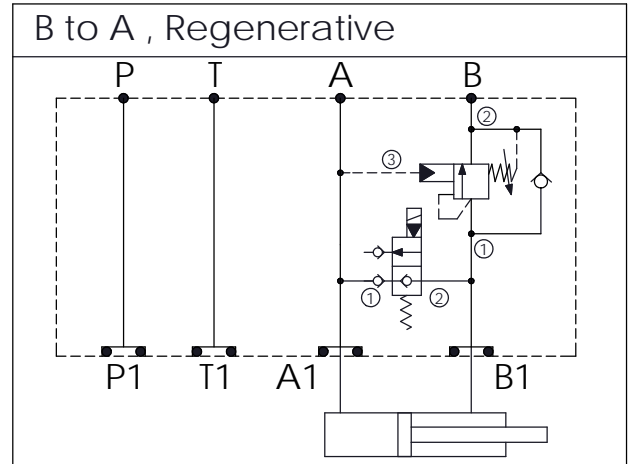 B to A , Regenerative
P T A B
②
③
①
① ②
P1 T1 A1 B1